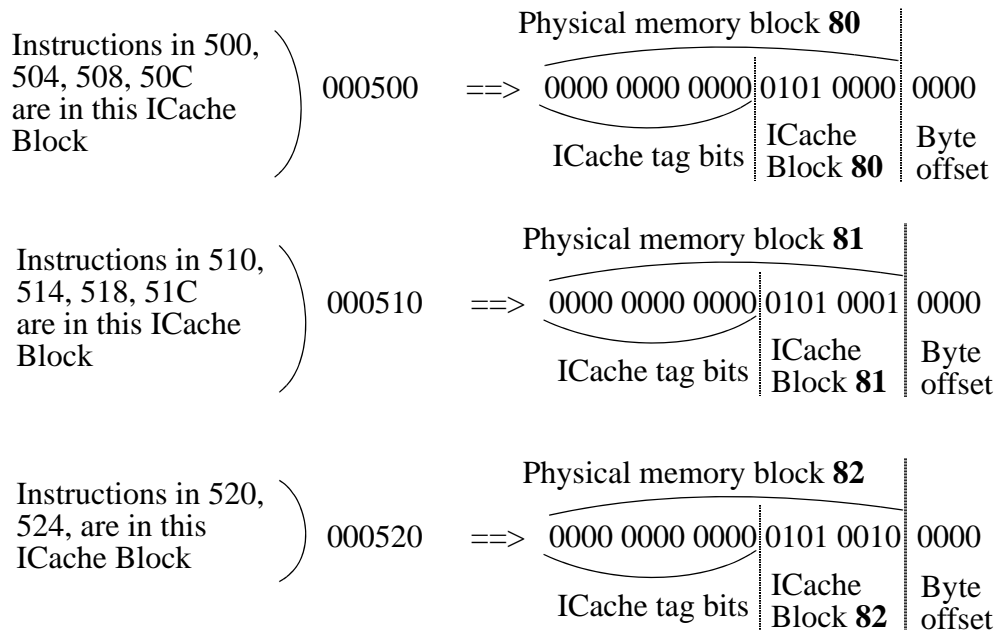 Physical memory block 80
Instructions in 500,
504, 508, 50C
are in this ICache
Block
000500 ==> 0000 0000 0000 0101 0000 0000
ICache tag bits
ICache
Block 80
Byte
offset
Physical memory block 81
Instructions in 510,
514, 518, 51C
are in this ICache
Block
000510 ==> 0000 0000 0000 0101 0001 0000
ICache tag bits
ICache
Block 81
Byte
offset
Physical memory block 82
Instructions in 520,
524, are in this
ICache Block
000520 ==> 0000 0000 0000 0101 0010 0000
ICache tag bits
ICache
Block 82
Byte
offset